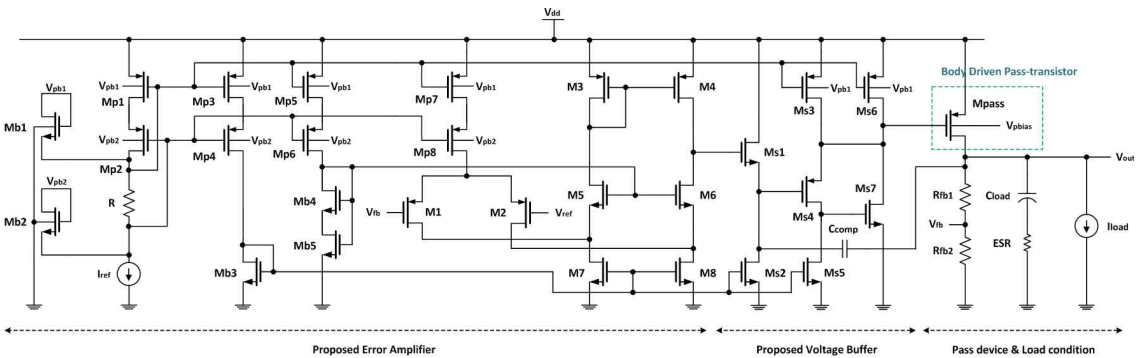 Vdd
Body Driven Pass-transistor
Vpb1
Vpb1
Mp1
Vpb1
Mp3
Vpb1
Mp5
Vpb1
Mp7
M3
M4
Vpb1
Ms3
Vpb1
Ms6
Mpass
Vpbias
Mb1
Vpb2
Mp2
Vpb2
Mp4
Vpb2
Mp6
Vpb2
Mp8
Vout
Vpb2
Mb2
R
Mb4
Mb5
Vfb
M1
M2
Vref
M5
M6
Ms1
Ms4
Ms7
Ccomp
Rfb1
Vfb
Rfb2
Cload
ESR
Iload
Iref
Mb3
M7
M8
Ms2
Ms5
Proposed Error Amplifier
Proposed Voltage Buffer
Pass device & Load condition